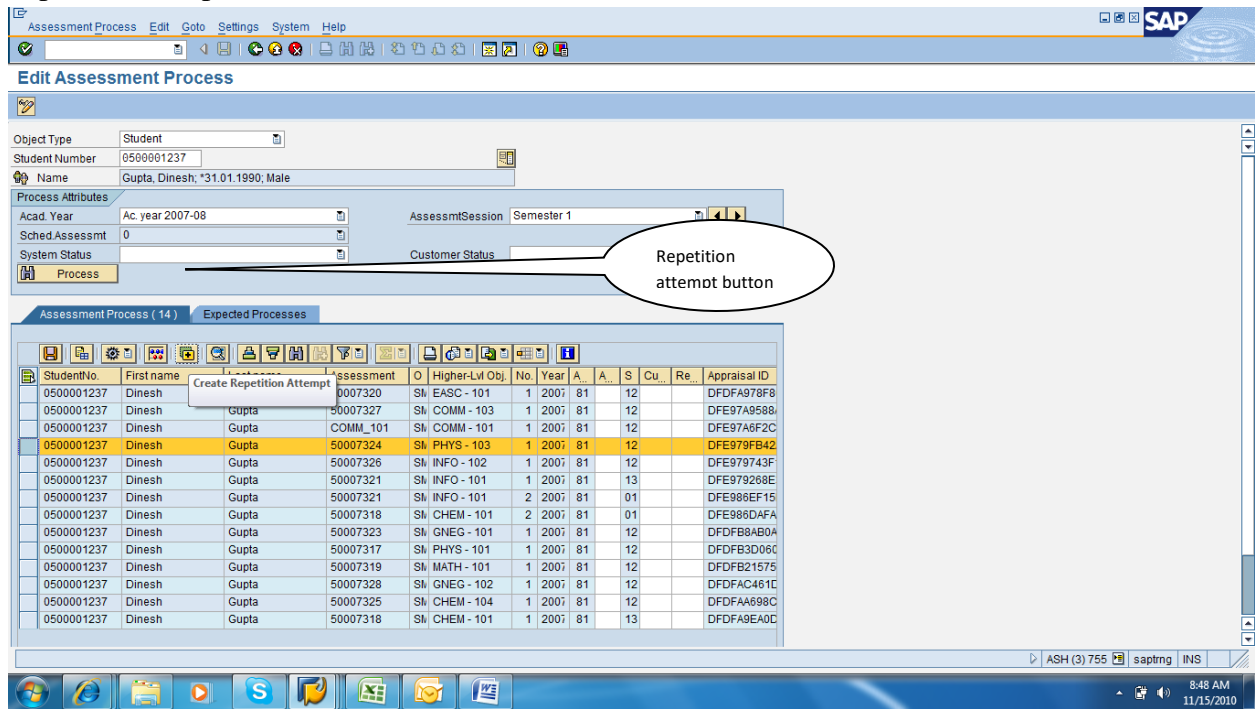 Assessment Process Edit Goto Settings System Help
SAP
Edit Assessment Process
Object Type Student
Student Number 0500001237
Name Gupta, Dinesh; *31.01.1990; Male
Process Attributes
Acad. Year Ac. year 2007-08 AssessmtSession Semester 1
Sched.Assessmt 0
System Status Customer Status
Process
Repetition
attempt button
Assessment Process ( 14 ) Expected Processes
StudentNo. First name Assessment O Higher-Lvl Obj. No. Year A... A... S Cu... Re... Appraisal ID
Create Repetition Attempt
0500001237 Dinesh 50007320 SM EASC - 101 1 2007 81 12 DFDFA978F8
0500001237 Dinesh Gupta 50007327 SM COMM - 103 1 2007 81 12 DFE97A9588
0500001237 Dinesh Gupta COMM_101 SM COMM - 101 1 2007 81 12 DFE97A6F2C
0500001237 Dinesh Gupta 50007324 SM PHYS - 103 1 2007 81 12 DFE979FB42
0500001237 Dinesh Gupta 50007326 SM INFO - 102 1 2007 81 12 DFE979743F
0500001237 Dinesh Gupta 50007321 SM INFO - 101 1 2007 81 13 DFE979268E
0500001237 Dinesh Gupta 50007321 SM INFO - 101 2 2007 81 01 DFE986EF15
0500001237 Dinesh Gupta 50007318 SM CHEM - 101 2 2007 81 01 DFE986DAFA
0500001237 Dinesh Gupta 50007323 SM GNEG - 101 1 2007 81 12 DFDFB8AB0A
0500001237 Dinesh Gupta 50007317 SM PHYS - 101 1 2007 81 12 DFDFB3D060
0500001237 Dinesh Gupta 50007319 SM MATH - 101 1 2007 81 12 DFDFB21575
0500001237 Dinesh Gupta 50007328 SM GNEG - 102 1 2007 81 12 DFDFAC461D
0500001237 Dinesh Gupta 50007325 SM CHEM - 104 1 2007 81 12 DFDFAA698C
0500001237 Dinesh Gupta 50007318 SM CHEM - 101 1 2007 81 13 DFDFA9EA0D
ASH (3) 755 saptrng INS
8:48 AM
11/15/2010